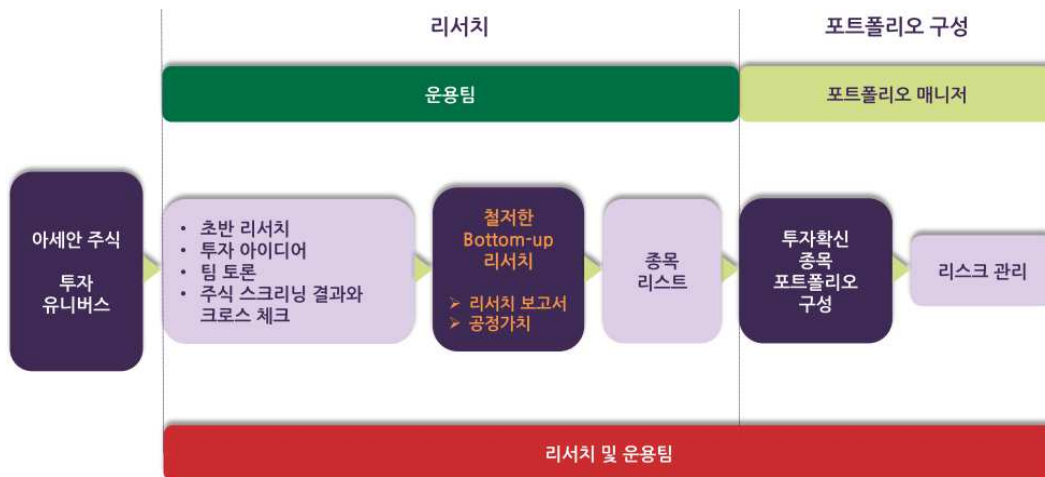 리서치
포트폴리오 구성
운용팀
포트폴리오 매니저
아세안 주식
투자
유니버스
• 초반 리서치
• 투자 아이디어
• 팀 토론
• 주식 스크리닝 결과와
크로스 체크
철저한
Bottom-up
리서치
➢ 리서치 보고서
➢ 공정가치
종목
리스트
투자확신
종목
포트폴리오
구성
리스크 관리
리서치 및 운용팀